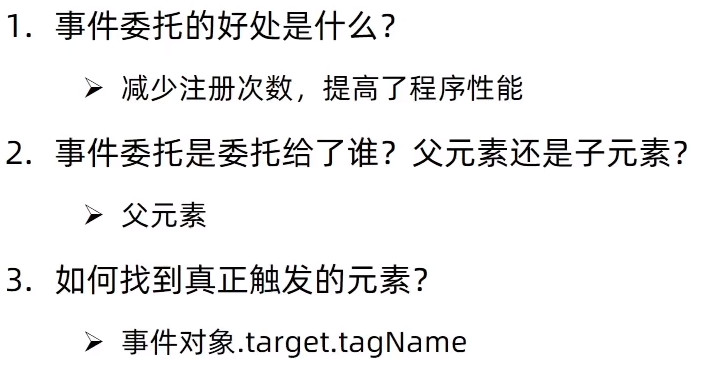 1. 事件委托的好处是什么？
➢ 减少注册次数，提高了程序性能
2. 事件委托是委托给了谁？父元素还是子元素？
➢ 父元素
3. 如何找到真正触发的元素？
➢ 事件对象.target.tagName